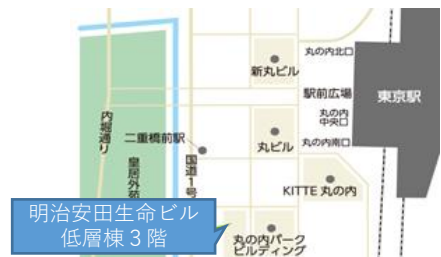 丸の内北口
新丸ビル
駅前広場
東京駅
丸の内
中央口
内堀通り
二重橋前駅
丸ビル
丸の内南口
皇居外苑
国道1号
KITTE 丸の内
明治安田生命ビル
低層棟3階
丸の内パーク
ビルディング